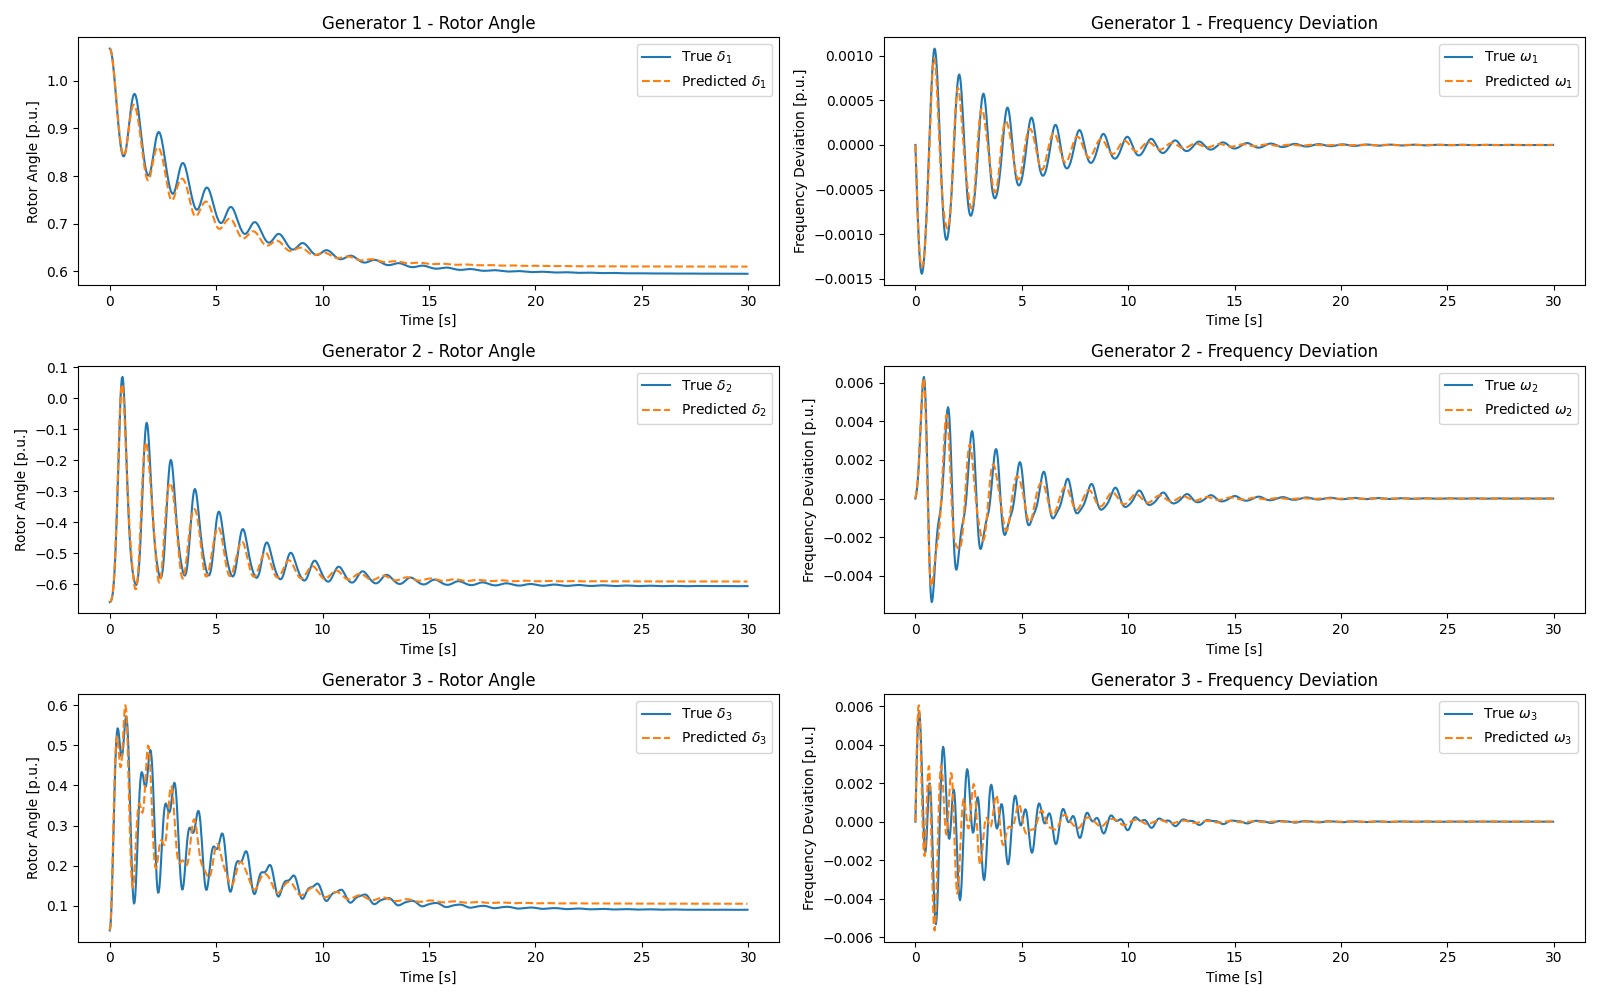 Generator 1 - Rotor Angle
Rotor Angle [p.u.]
1.0
0.9
0.8
0.7
0.6
0 5 10 15 20 25 30
Time [s]
True δ₁
Predicted δ₁
Generator 1 - Frequency Deviation
Frequency Deviation [p.u.]
0.0010
0.0005
0.0000
−0.0005
−0.0010
−0.0015
0 5 10 15 20 25 30
Time [s]
True ω₁
Predicted ω₁
Generator 2 - Rotor Angle
Rotor Angle [p.u.]
0.1
0.0
−0.1
−0.2
−0.3
−0.4
−0.5
−0.6
0 5 10 15 20 25 30
Time [s]
True δ₂
Predicted δ₂
Generator 2 - Frequency Deviation
Frequency Deviation [p.u.]
0.006
0.004
0.002
0.000
−0.002
−0.004
0 5 10 15 20 25 30
Time [s]
True ω₂
Predicted ω₂
Generator 3 - Rotor Angle
Rotor Angle [p.u.]
0.6
0.5
0.4
0.3
0.2
0.1
0 5 10 15 20 25 30
Time [s]
True δ₃
Predicted δ₃
Generator 3 - Frequency Deviation
Frequency Deviation [p.u.]
0.006
0.004
0.002
0.000
−0.002
−0.004
−0.006
0 5 10 15 20 25 30
Time [s]
True ω₃
Predicted ω₃